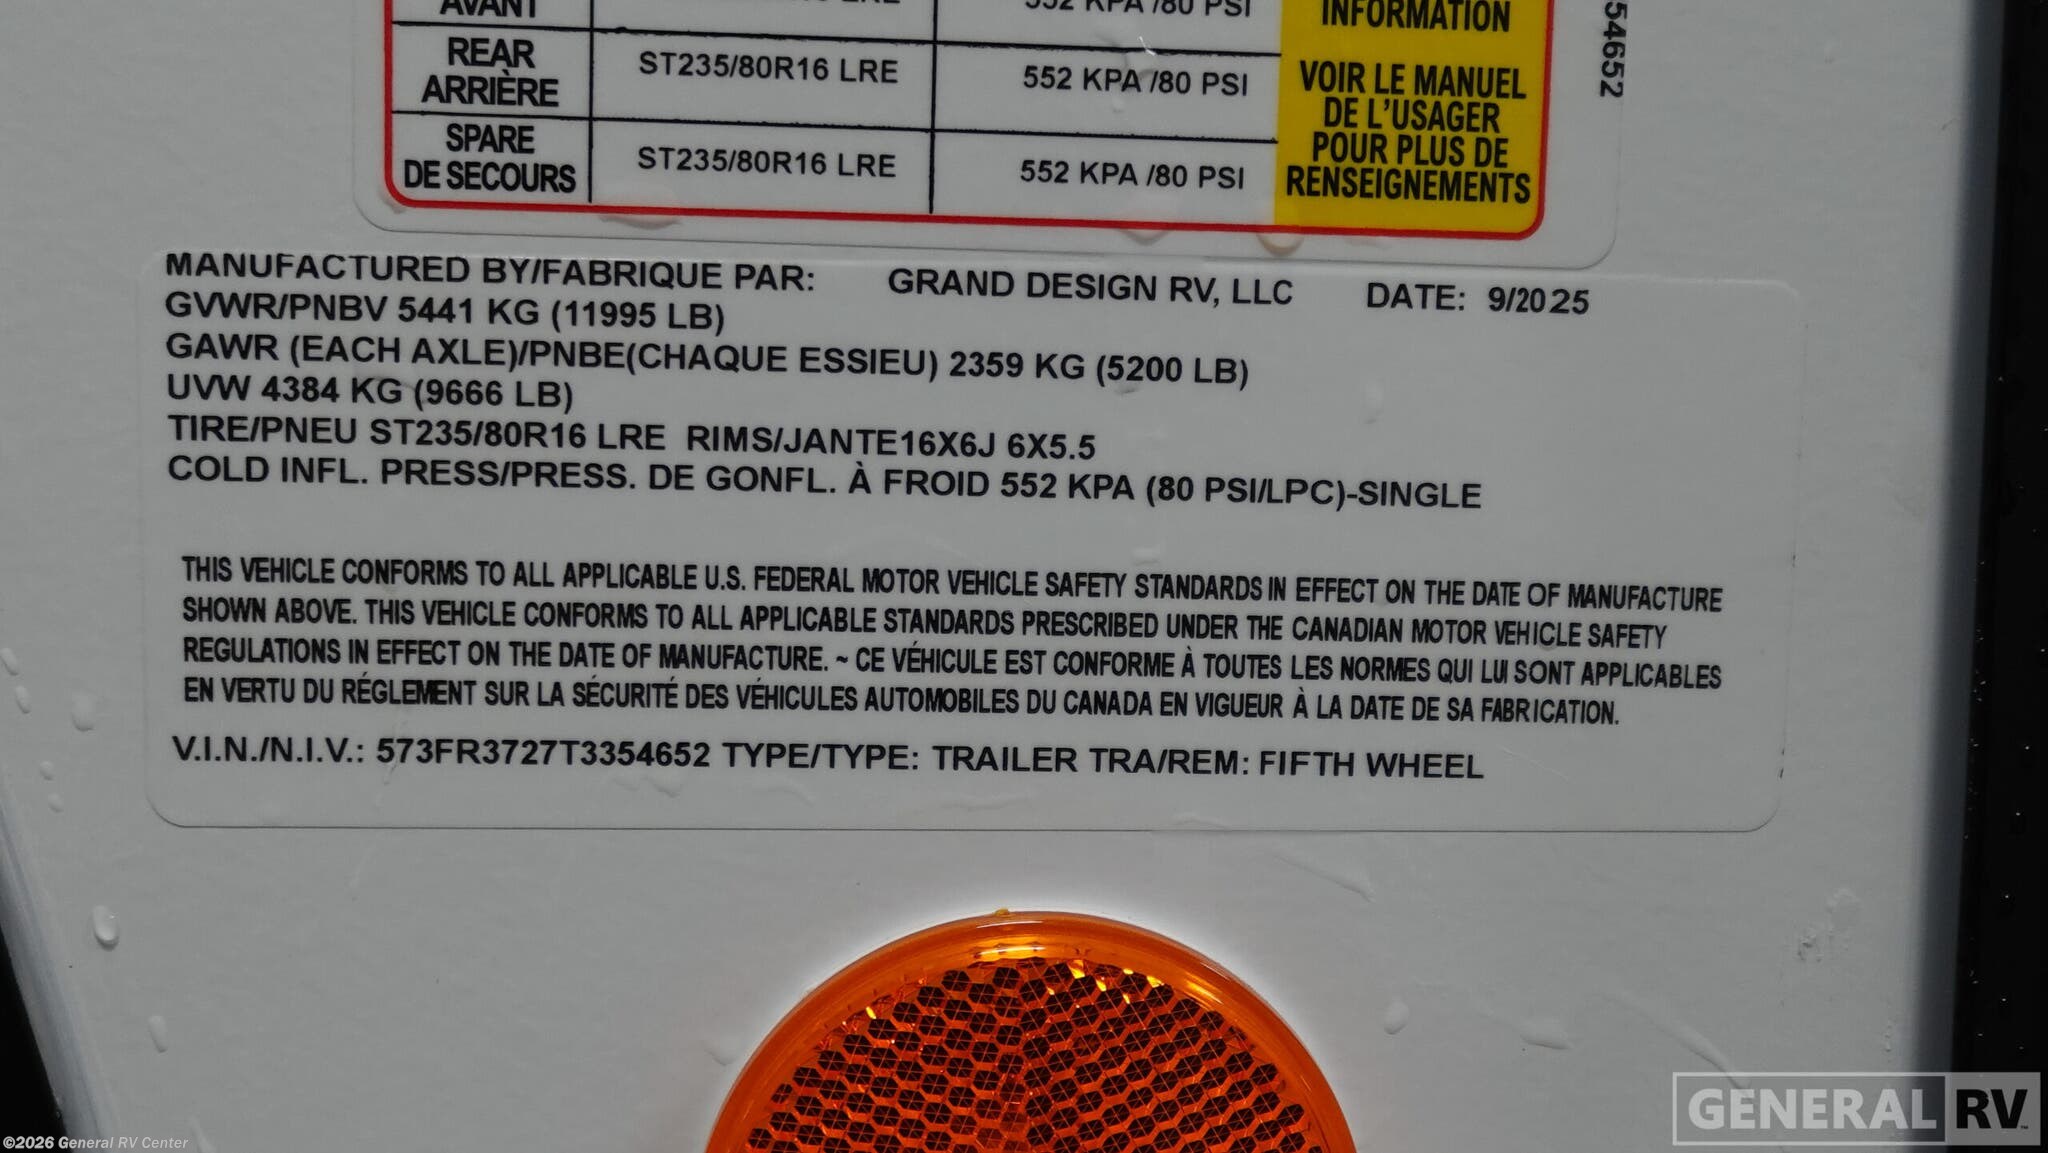 AVANT
552 KPA /80 PSI
INFORMATION
REAR
ARRIÈRE
ST235/80R16 LRE
552 KPA /80 PSI
VOIR LE MANUEL
DE L'USAGER
POUR PLUS DE
RENSEIGNEMENTS
SPARE
DE SECOURS
ST235/80R16 LRE
552 KPA /80 PSI
54652
MANUFACTURED BY/FABRIQUE PAR: GRAND DESIGN RV, LLC DATE: 9/2025
GVWR/PNBV 5441 KG (11995 LB)
GAWR (EACH AXLE)/PNBE(CHAQUE ESSIEU) 2359 KG (5200 LB)
UVW 4384 KG (9666 LB)
TIRE/PNEU ST235/80R16 LRE RIMS/JANTE16X6J 6X5.5
COLD INFL. PRESS/PRESS. DE GONFL. À FROID 552 KPA (80 PSI/LPC)-SINGLE
THIS VEHICLE CONFORMS TO ALL APPLICABLE U.S. FEDERAL MOTOR VEHICLE SAFETY STANDARDS IN EFFECT ON THE DATE OF MANUFACTURE
SHOWN ABOVE. THIS VEHICLE CONFORMS TO ALL APPLICABLE STANDARDS PRESCRIBED UNDER THE CANADIAN MOTOR VEHICLE SAFETY
REGULATIONS IN EFFECT ON THE DATE OF MANUFACTURE. ~ CE VÉHICULE EST CONFORME À TOUTES LES NORMES QUI LUI SONT APPLICABLES
EN VERTU DU RÉGLEMENT SUR LA SÉCURITÉ DES VÉHICULES AUTOMOBILES DU CANADA EN VIGUEUR À LA DATE DE SA FABRICATION.
V.I.N./N.I.V.: 573FR3727T3354652 TYPE/TYPE: TRAILER TRA/REM: FIFTH WHEEL
GENERAL RV
©2026 General RV Center